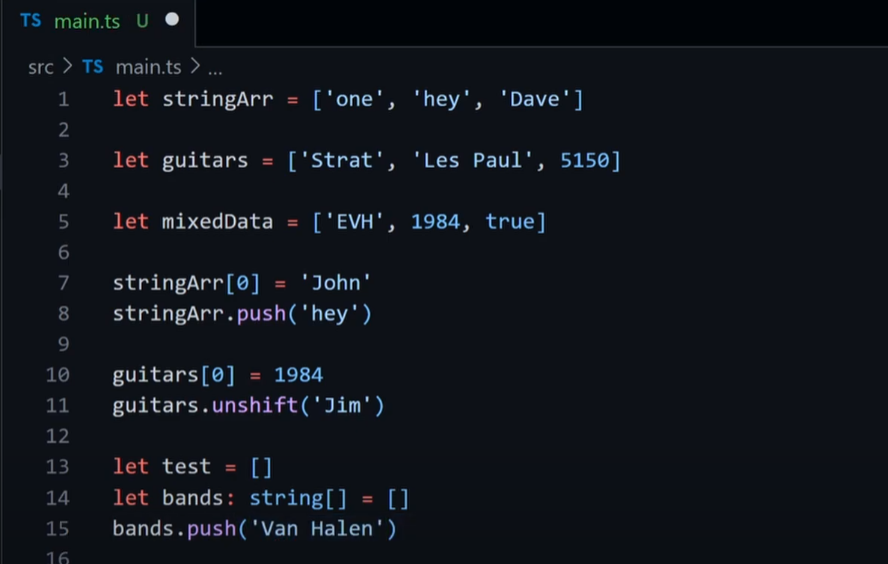 TS main.ts U
src > TS main.ts > ...
1 let stringArr = ['one', 'hey', 'Dave']
2
3 let guitars = ['Strat', 'Les Paul', 5150]
4
5 let mixedData = ['EVH', 1984, true]
6
7 stringArr[0] = 'John'
8 stringArr.push('hey')
9
10 guitars[0] = 1984
11 guitars.unshift('Jim')
12
13 let test = []
14 let bands: string[] = []
15 bands.push('Van Halen')
16